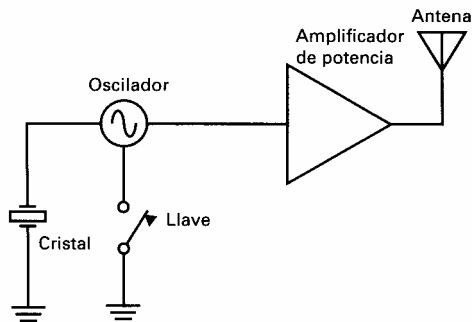 Antena
Amplificador
de potencia
Oscilador
Llave
Cristal